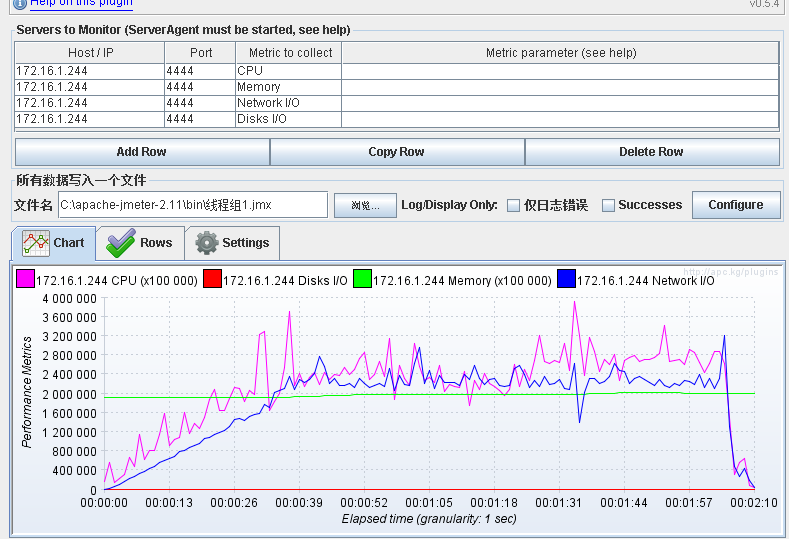 Help on this plugin
v0.5.4
Servers to Monitor (ServerAgent must be started, see help)
Host / IP Port Metric to collect Metric parameter (see help)
172.16.1.244 4444 CPU
172.16.1.244 4444 Memory
172.16.1.244 4444 Network I/O
172.16.1.244 4444 Disks I/O
Add Row Copy Row Delete Row
所有数据写入一个文件
文件名 C:\apache-jmeter-2.11\bin\线程组1.jmx 浏览... Log/Display Only: 仅日志错误 Successes Configure
Chart Rows Settings
http://apc.kg/plugins
172.16.1.244 CPU (x100 000) 172.16.1.244 Disks I/O 172.16.1.244 Memory (x100 000) 172.16.1.244 Network I/O
4 000 000
3 600 000
3 200 000
2 800 000
2 400 000
2 000 000
1 600 000
1 200 000
800 000
400 000
0
Performance Metrics
00:00:00 00:00:13 00:00:26 00:00:39 00:00:52 00:01:05 00:01:18 00:01:31 00:01:44 00:01:57 00:02:10
Elapsed time (granularity: 1 sec)